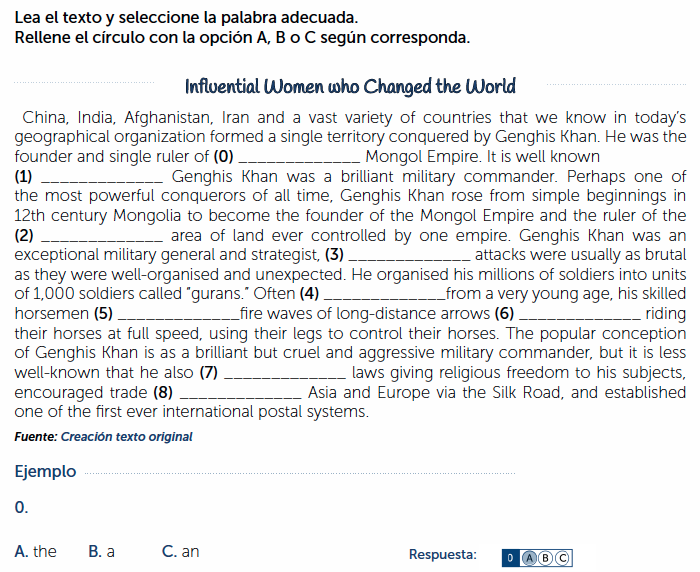 Lea el texto y seleccione la palabra adecuada.
Rellene el círculo con la opción A, B o C según corresponda.
Influential Women who Changed the World
China, India, Afghanistan, Iran and a vast variety of countries that we know in today's
geographical organization formed a single territory conquered by Genghis Khan. He was the
founder and single ruler of (0) _____________ Mongol Empire. It is well known
(1) _____________ Genghis Khan was a brilliant military commander. Perhaps one of
the most powerful conquerors of all time, Genghis Khan rose from simple beginnings in
12th century Mongolia to become the founder of the Mongol Empire and the ruler of the
(2) _____________ area of land ever controlled by one empire. Genghis Khan was an
exceptional military general and strategist, (3) _____________ attacks were usually as brutal
as they were well-organised and unexpected. He organised his millions of soldiers into units
of 1,000 soldiers called "gurans." Often (4) _____________from a very young age, his skilled
horsemen (5) _____________fire waves of long-distance arrows (6) _____________ riding
their horses at full speed, using their legs to control their horses. The popular conception
of Genghis Khan is as a brilliant but cruel and aggressive military commander, but it is less
well-known that he also (7) _____________ laws giving religious freedom to his subjects,
encouraged trade (8) _____________ Asia and Europe via the Silk Road, and established
one of the first ever international postal systems.
Fuente: Creación texto original
Ejemplo
0.
A. the B. a C. an Respuesta: 0 A B C